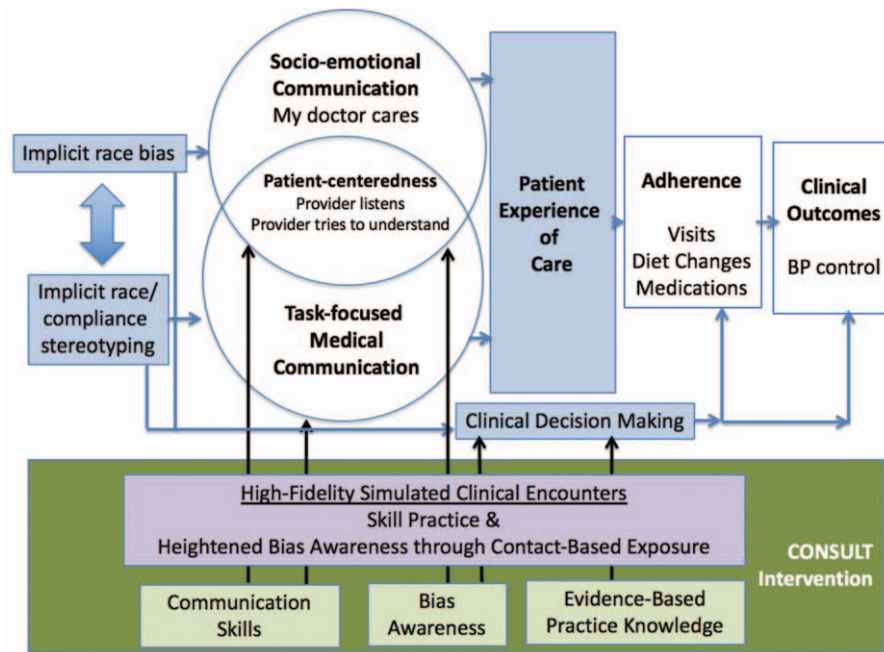 Socio-emotional
Communication
My doctor cares
Implicit race bias
Patient-centeredness
Provider listens
Provider tries to understand
Implicit race/
compliance
stereotyping
Task-focused
Medical
Communication
Patient
Experience
of
Care
Adherence
Visits
Diet Changes
Medications
Clinical
Outcomes
BP control
Clinical Decision Making
High-Fidelity Simulated Clinical Encounters
Skill Practice &
Heightened Bias Awareness through Contact-Based Exposure
CONSULT
Intervention
Communication
Skills
Bias
Awareness
Evidence-Based
Practice Knowledge